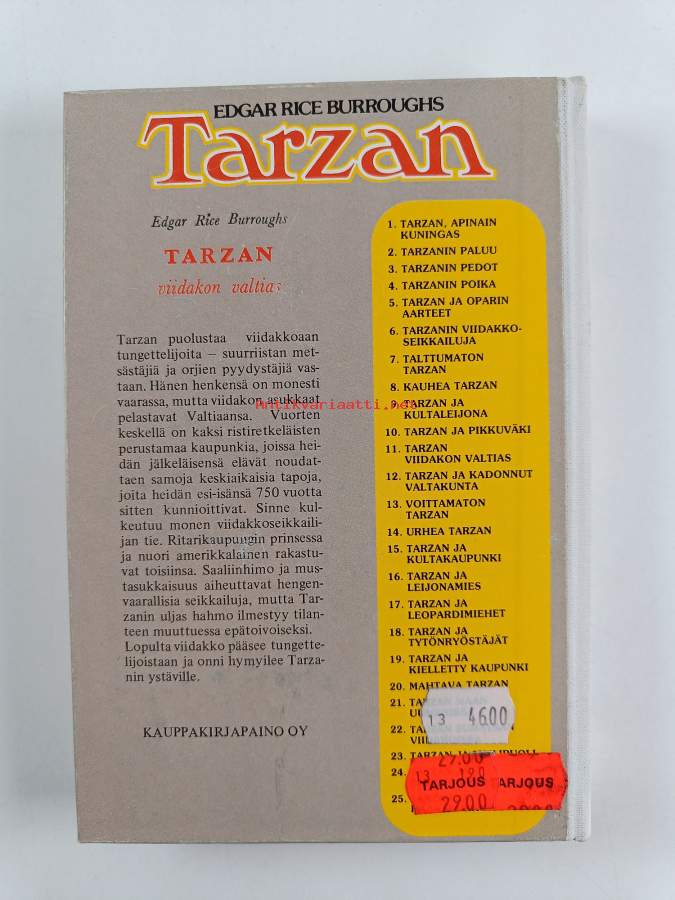 EDGAR RICE BURROUGHS
Tarzan
Edgar Rice Burroughs
TARZAN
viidakon valtias
Tarzan puolustaa viidakkoaan
tungettelijoita — suurriistan met-
sästäjiä ja orjien pyydystäjiä vas-
taan. Hänen henkensä on monesti
vaarassa, mutta viidakon asukkaat
pelastavat Valtiaansa. Vuorten
keskellä on kaksi ristiretkeläisten
perustamaa kaupunkia, joissa hei-
dän jälkeläisensä elävät noudat-
taen samoja keskiaikaisia tapoja,
joita heidän esi-isänsä 750 vuotta
sitten kunnioittivat. Sinne kul-
keutuu monen viidakkoseikkaili-
jan tie. Ritarikaupungin prinsessa
ja nuori amerikkalainen rakastu-
vat toisiinsa. Saaliinhimo ja mus-
tasukkaisuus aiheuttavat hengen-
vaarallisia seikkailuja, mutta Tar-
zanin uljas hahmo ilmestyy tilan-
teen muuttuessa epätoivoiseksi.
Lopulta viidakko pääsee tungette-
lijoistaan ja onni hymyilee Tarza-
nin ystäville.
KAUPPAKIRJAPAINO OY
1. TARZAN, APINAIN
KUNINGAS
2. TARZANIN PALUU
3. TARZANIN PEDOT
4. TARZANIN POIKA
5. TARZAN JA OPARIN
AARTEET
6. TARZANIN VIIDAKKO-
SEIKKAILUJA
7. TALTTUMATON
TARZAN
8. KAUHEA TARZAN
9. TARZAN JA
KULTALEIJONA
10. TARZAN JA PIKKUVÄKI
11. TARZAN
VIIDAKON VALTIAS
12. TARZAN JA KADONNUT
VALTAKUNTA
13. VOITTAMATON
TARZAN
14. URHEA TARZAN
15. TARZAN JA
KULTAKAUPUNKI
16. TARZAN JA
LEIJONAMIES
17. TARZAN JA
LEOPARDIMIEHET
18. TARZAN JA
TYTÖNRYÖSTÄJÄT
19. TARZAN JA
KIELLETTY KAUPUNKI
20. MAHTAVA TARZAN
21.
22.
23. TARZAN JA
24.
25.
13 46.00
29.00
13 190
TARJOUS
29.00
ARJOUS
Antikvariaatti.net